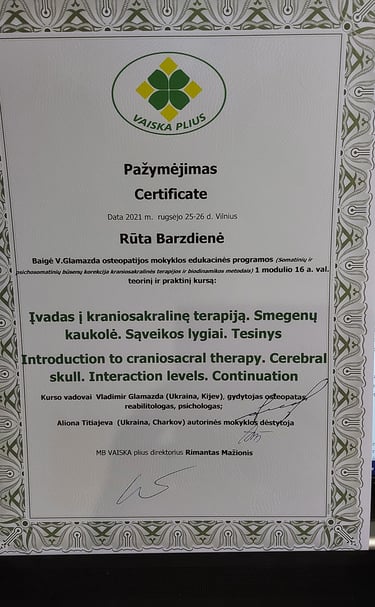 VAISKA PLIUS
Pažymėjimas
Certificate
Data 2021 m. rugsėjo 25-26 d. Vilnius
Rūta Barzdienė
Baigė V.Glamazda osteopatijos mokyklos edukacinės programos (Somatinių ir
psichosomatinių būsenų korekcija kraniosakralinės terapijos ir biodinamikos metodais) 1 modulio 16 a. val.
teorinį ir praktinį kursą:
Įvadas į kraniosakralinę terapiją. Smegenų
kaukolė. Sąveikos lygiai. Tesinys
Introduction to craniosacral therapy. Cerebral
skull. Interaction levels. Continuation
Kurso vadovai Vladimir Glamazda (Ukraina, Kijev), gydytojas osteopatas,
reabilitologas, psichologas;
Aliona Titiajeva (Ukraina, Charkov) autorinės mokyklos dėstytoja
MB VAISKA plius direktorius Rimantas Mažionis